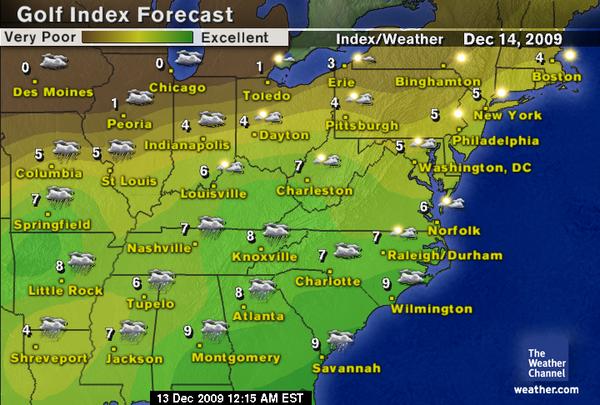 Golf Index Forecast
Very Poor Excellent Index/Weather Dec 14, 2009
0 Des Moines
0 Chicago
1 Toledo
3 Erie
Binghamton
4 Boston
1 Peoria
4 Indianapolis
4 Dayton
4 Pittsburgh
5 New York
5 Philadelphia
5 Columbia
5 St Louis
6 Louisville
7 Charleston
5 Washington, DC
7 Springfield
7 Nashville
8 Knoxville
7 Charlotte
7 Raleigh/Durham
6 Norfolk
8 Little Rock
6 Tupelo
8 Atlanta
9 Wilmington
4 Shreveport
7 Jackson
9 Montgomery
9 Savannah
The
Weather
Channel
weather.com
13 Dec 2009 12:15 AM EST